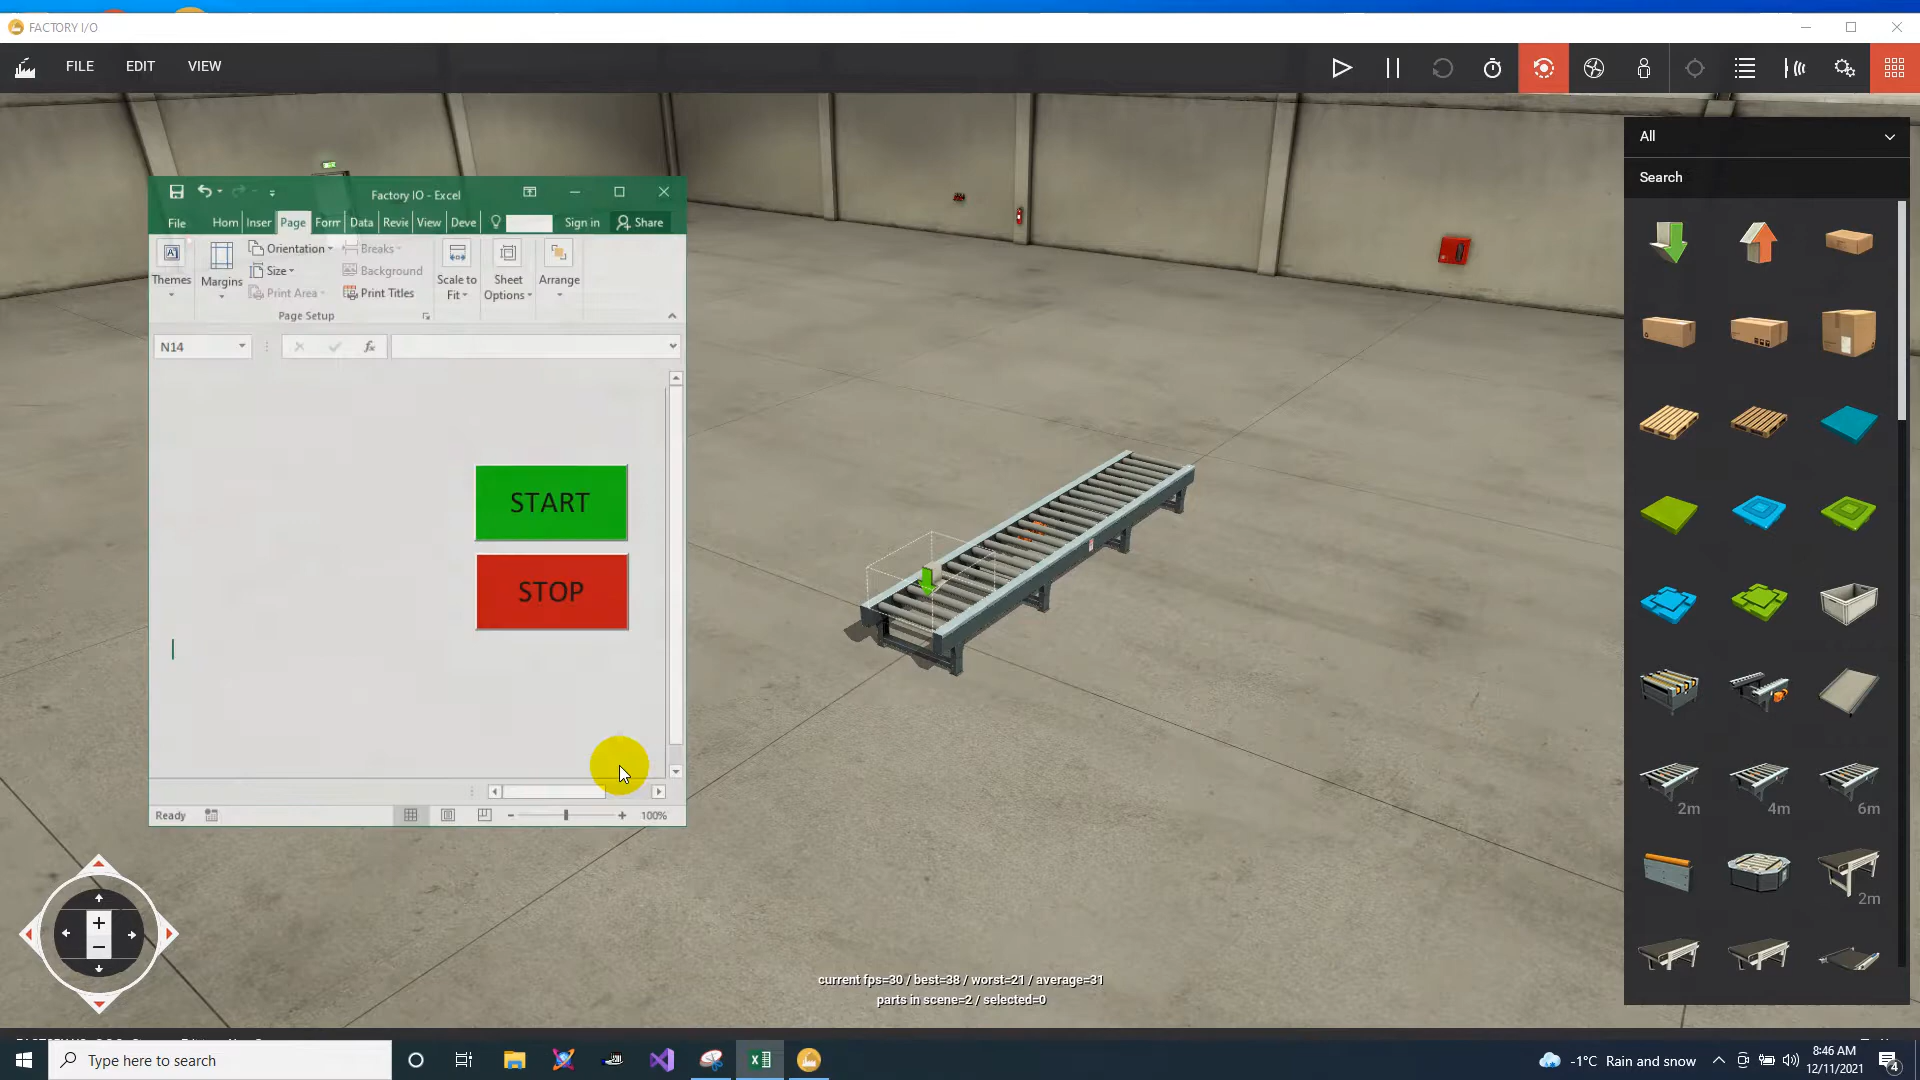 FACTORY I/O
FILE EDIT VIEW
All
Search
Factory IO - Excel
File Hom Inser Page Form Data Revie View Deve Sign in Share
Themes
Margins
Orientation
Size
Print Area
Breaks
Background
Print Titles
Scale to Fit
Sheet Options
Arrange
Page Setup
N14
fx
START
STOP
Ready
100%
2m 4m 6m
2m
current fps=30 / best=38 / worst=21 / average=31
parts in scene=2 / selected=0
Type here to search
-1°C Rain and snow
8:46 AM
12/11/2021
4